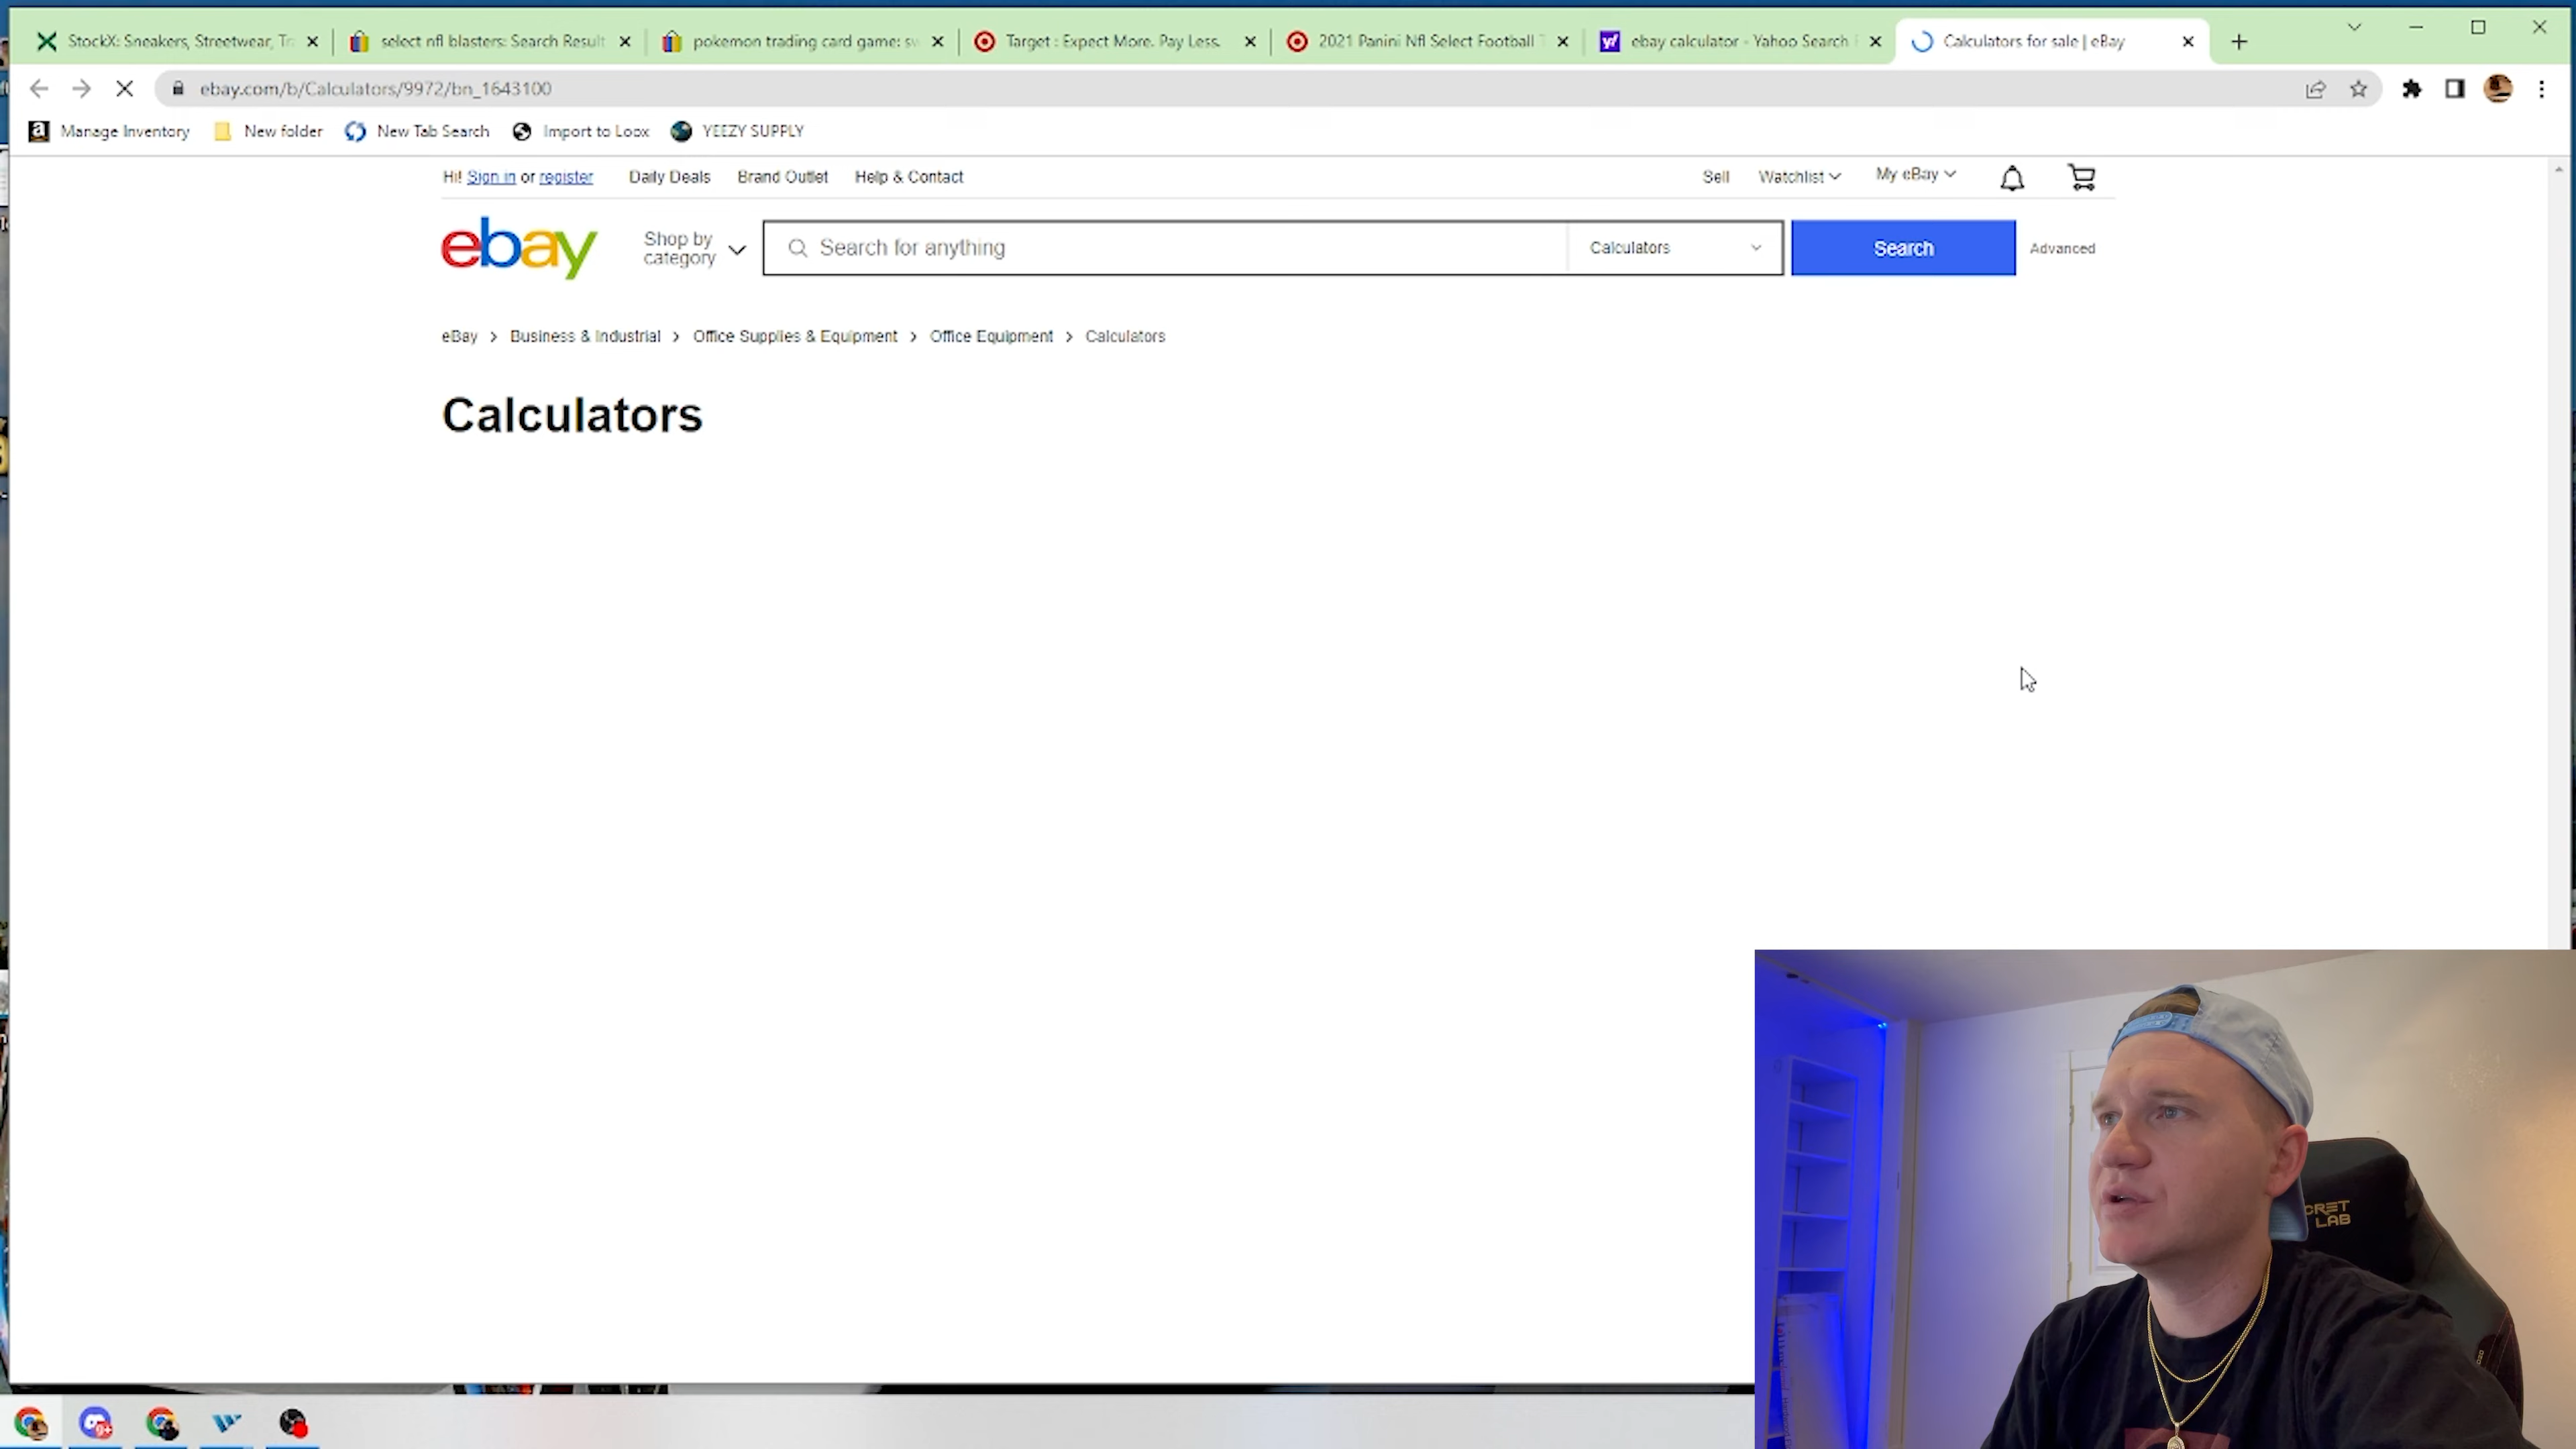 StockX: Sneakers, Streetwear, Tr
select nfl blasters: Search Result
pokemon trading card game: sw
Target : Expect More. Pay Less.
2021 Panini Nfl Select Football T
ebay calculator - Yahoo Search
Calculators for sale | eBay
ebay.com/b/Calculators/9972/bn_1643100
Manage Inventory
New folder
New Tab Search
Import to Loox
YEEZY SUPPLY
Hi! Sign in or register
Daily Deals
Brand Outlet
Help & Contact
Sell
Watchlist
My eBay
ebay
Shop by
category
Search for anything
Calculators
Search
Advanced
eBay > Business & Industrial > Office Supplies & Equipment > Office Equipment > Calculators
Calculators
CRET
LAB